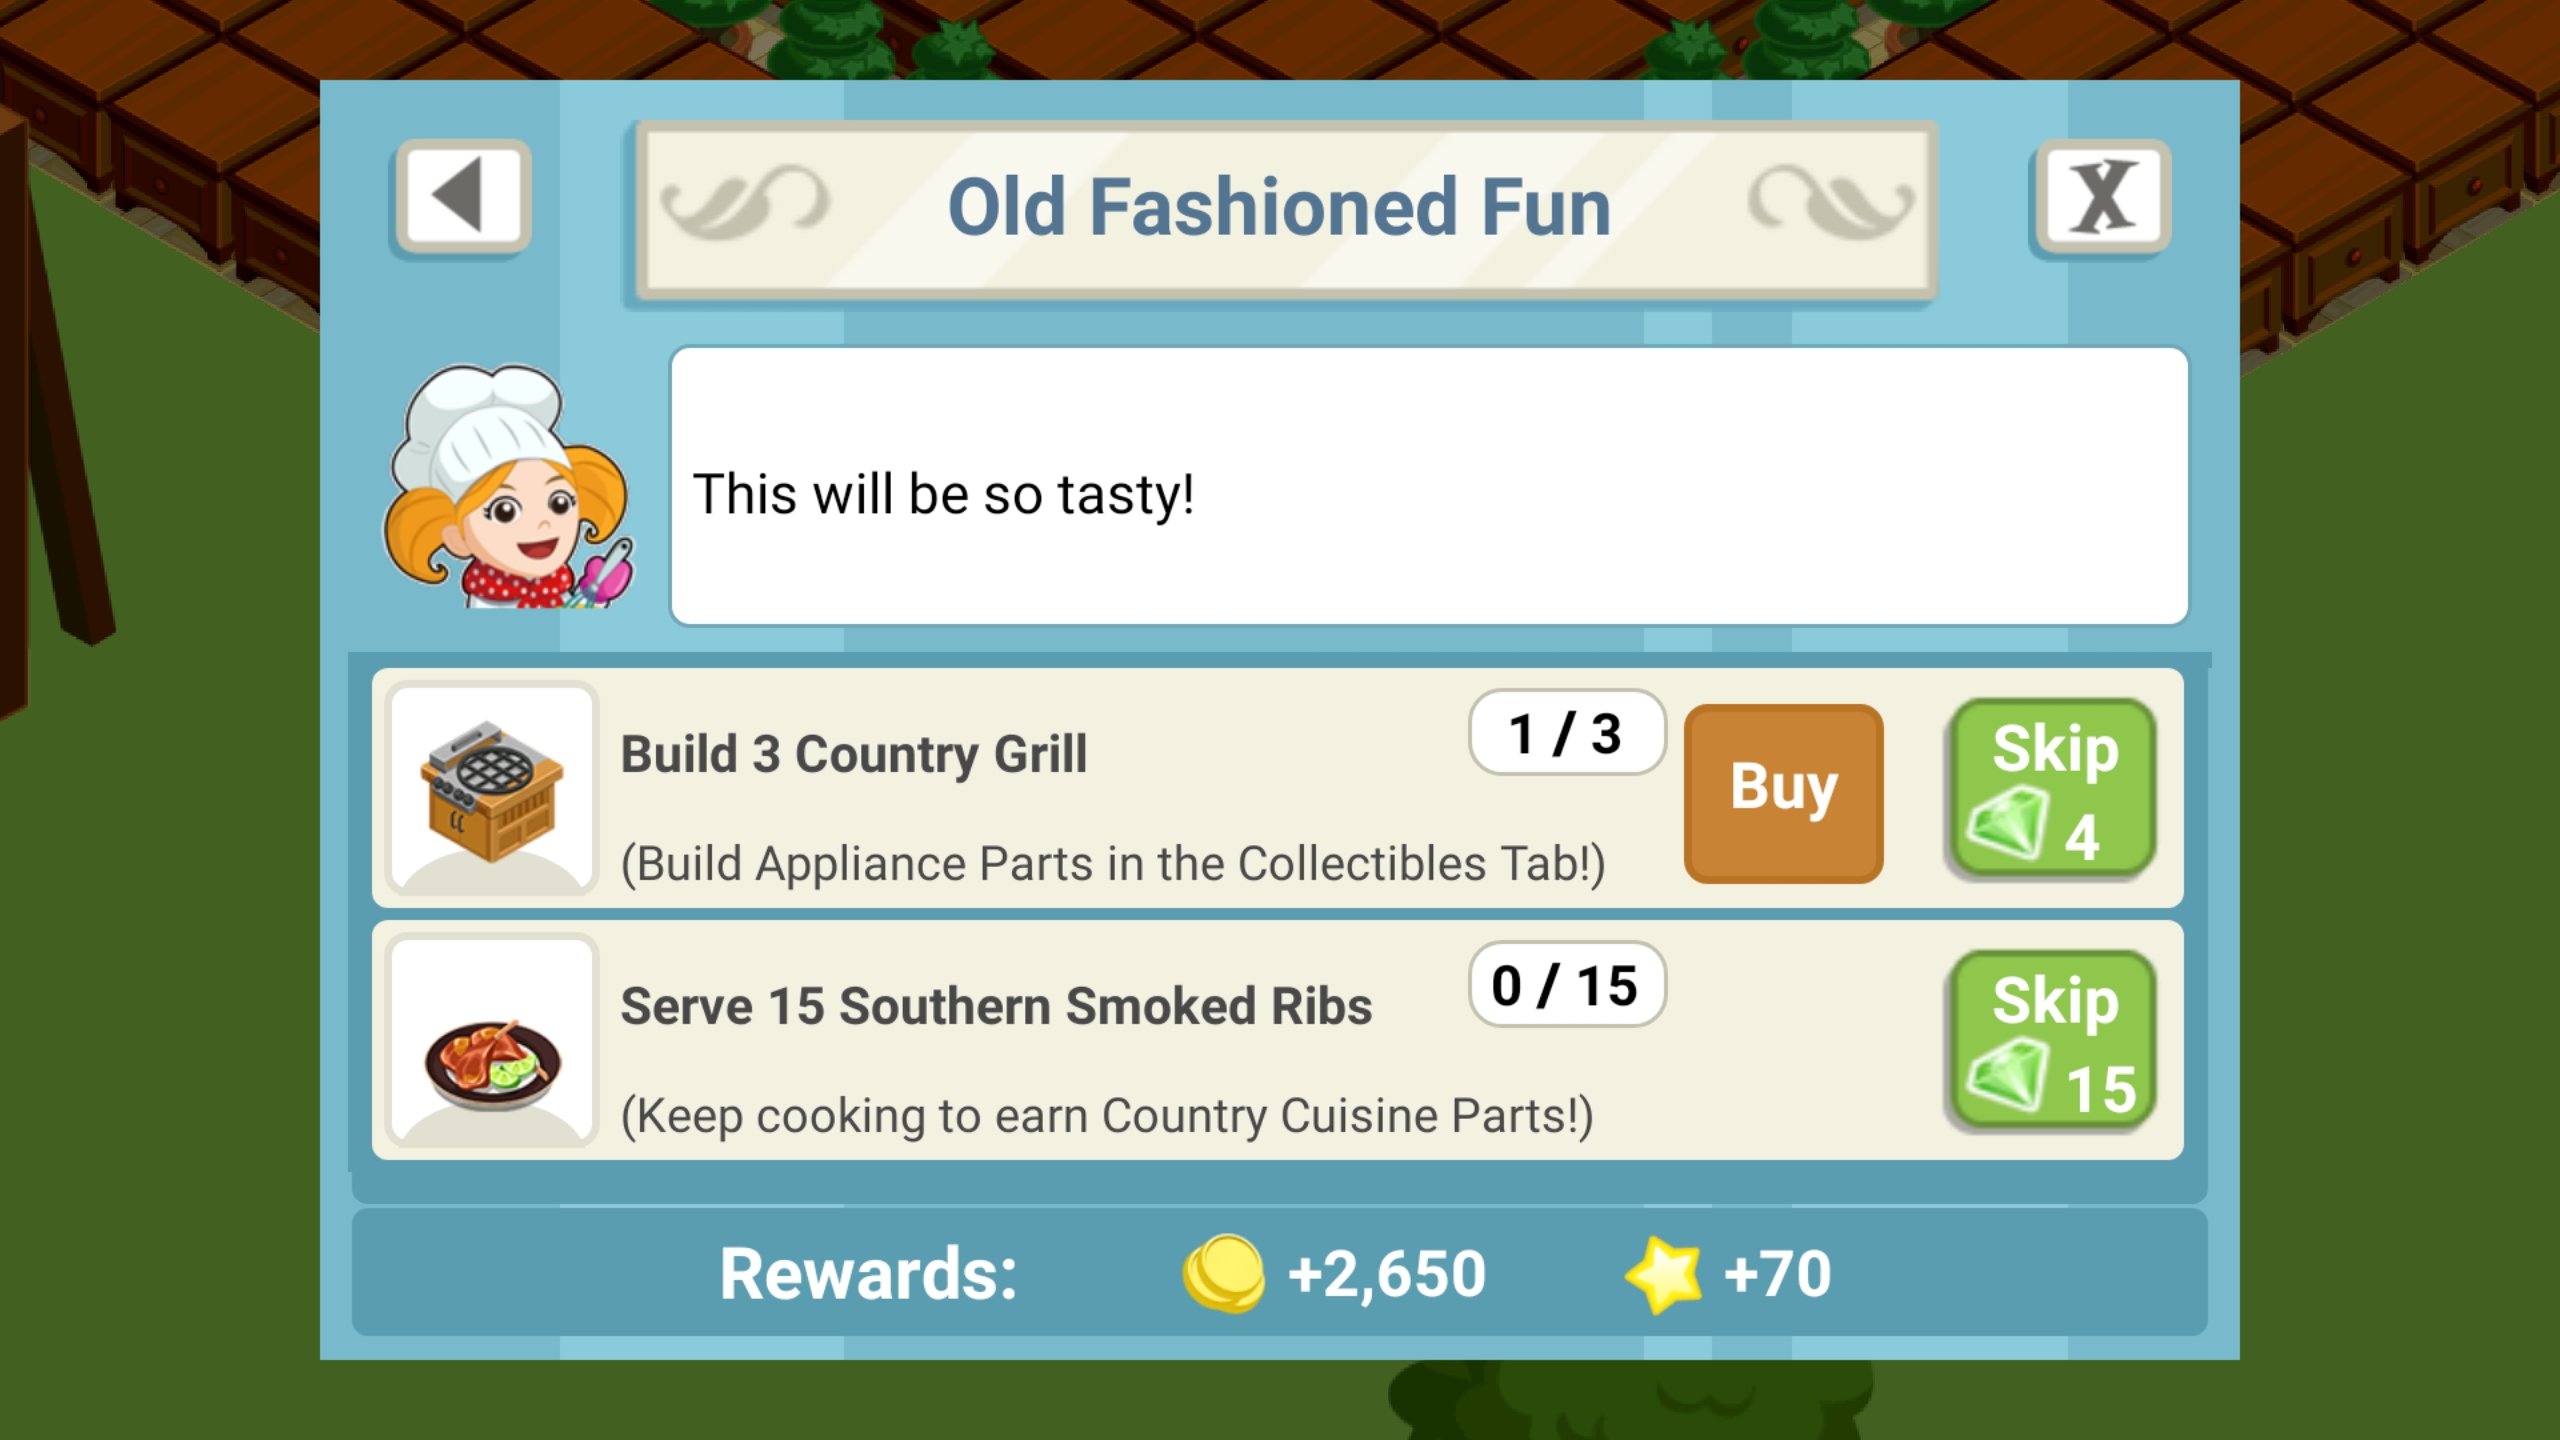 Old Fashioned Fun
X
This will be so tasty!
Build 3 Country Grill
1 / 3
(Build Appliance Parts in the Collectibles Tab!)
Buy
Skip
4
Serve 15 Southern Smoked Ribs
0 / 15
(Keep cooking to earn Country Cuisine Parts!)
Skip
15
Rewards: +2,650 +70